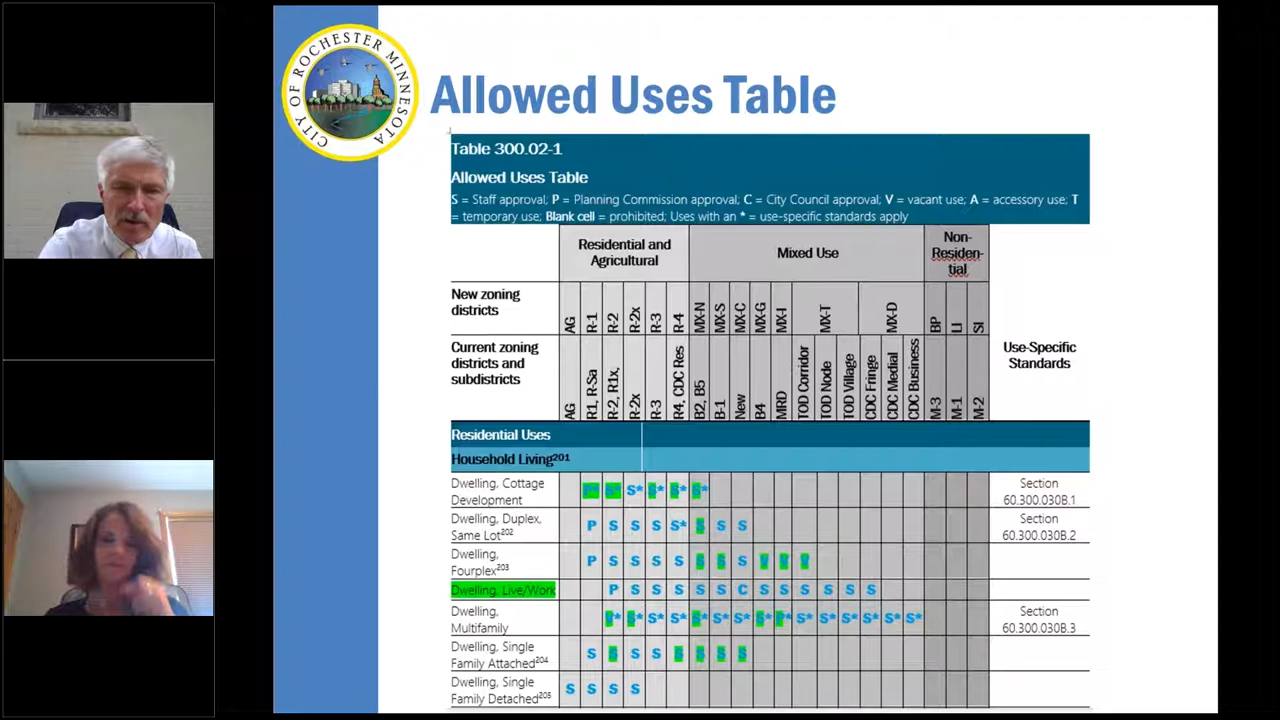 CITY OF ROCHESTER MINNESOTA
Allowed Uses Table
Table 300.02-1
Allowed Uses Table
S = Staff approval; P = Planning Commission approval; C = City Council approval, V = vacant use, A = accessory use; T
= temporary use; Blank cell = prohibited; Uses with an * = use-specific standards apply
Residential and
Agricultural
Mixed Use
Non-
Residen-
tial
New zoning
districts
AG R-1 R-2 R-2x R-3 R-4 MX-N MX-S MX-C MX-G MX-I MX-T MX-D BP LI SI
Current zoning
districts and
subdistricts
AG R1, R-Sa R-2, R1x, R-2x R-3 R4, CDC Res B2, B5 B-1 New B4 MRD TOD Corridor TOD Node TOD Village CDC Fringe CDC Medial CDC Business M-3 M-1 M-2
Use-Specific
Standards
Residential Uses
Household Living201
Dwelling, Cottage
Development
S* S* S* S* S*
Section
60.300.030B.1
Dwelling, Duplex,
Same Lot202
P S S S S* S S S
Section
60.300.030B.2
Dwelling,
Fourplex203
P S S S S S S S
Dwelling, Live/Work
P S S S S S C S S S S S S
Dwelling,
Multifamily
S* S* S* S* S* S* S* S* P* S* S* S* S* S* S*
Section
60.300.030B.3
Dwelling, Single
Family Attached204
S S S S S S S S
Dwelling, Single
Family Detached205
S S S S